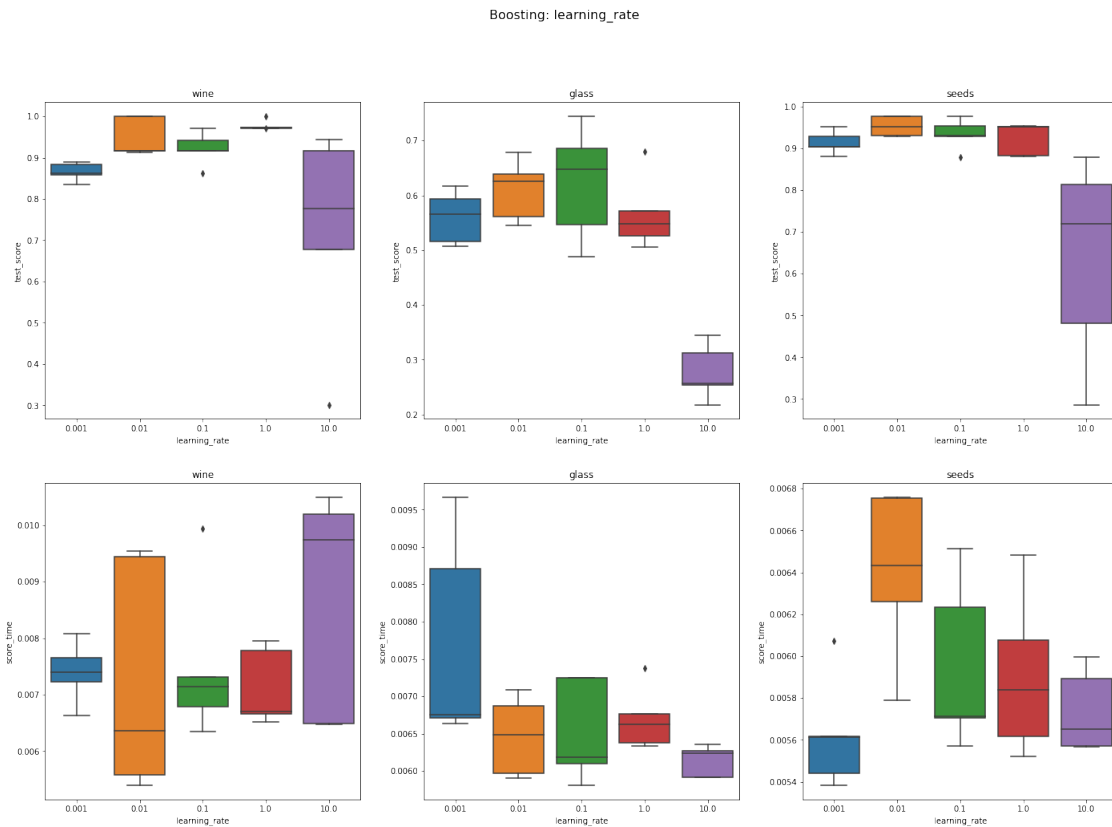 Boosting: learning_rate
wine
glass
seeds
test_score
1.0
0.9
0.8
0.7
0.6
0.5
0.4
0.3
0.001 0.01 0.1 1.0 10.0
learning_rate
test_score
0.7
0.6
0.5
0.4
0.3
0.2
0.001 0.01 0.1 1.0 10.0
learning_rate
test_score
1.0
0.9
0.8
0.7
0.6
0.5
0.4
0.3
0.001 0.01 0.1 1.0 10.0
learning_rate
wine
glass
seeds
score_time
0.010
0.009
0.008
0.007
0.006
0.001 0.01 0.1 1.0 10.0
learning_rate
score_time
0.0095
0.0090
0.0085
0.0080
0.0075
0.0070
0.0065
0.0060
0.001 0.01 0.1 1.0 10.0
learning_rate
score_time
0.0068
0.0066
0.0064
0.0062
0.0060
0.0058
0.0056
0.0054
0.001 0.01 0.1 1.0 10.0
learning_rate